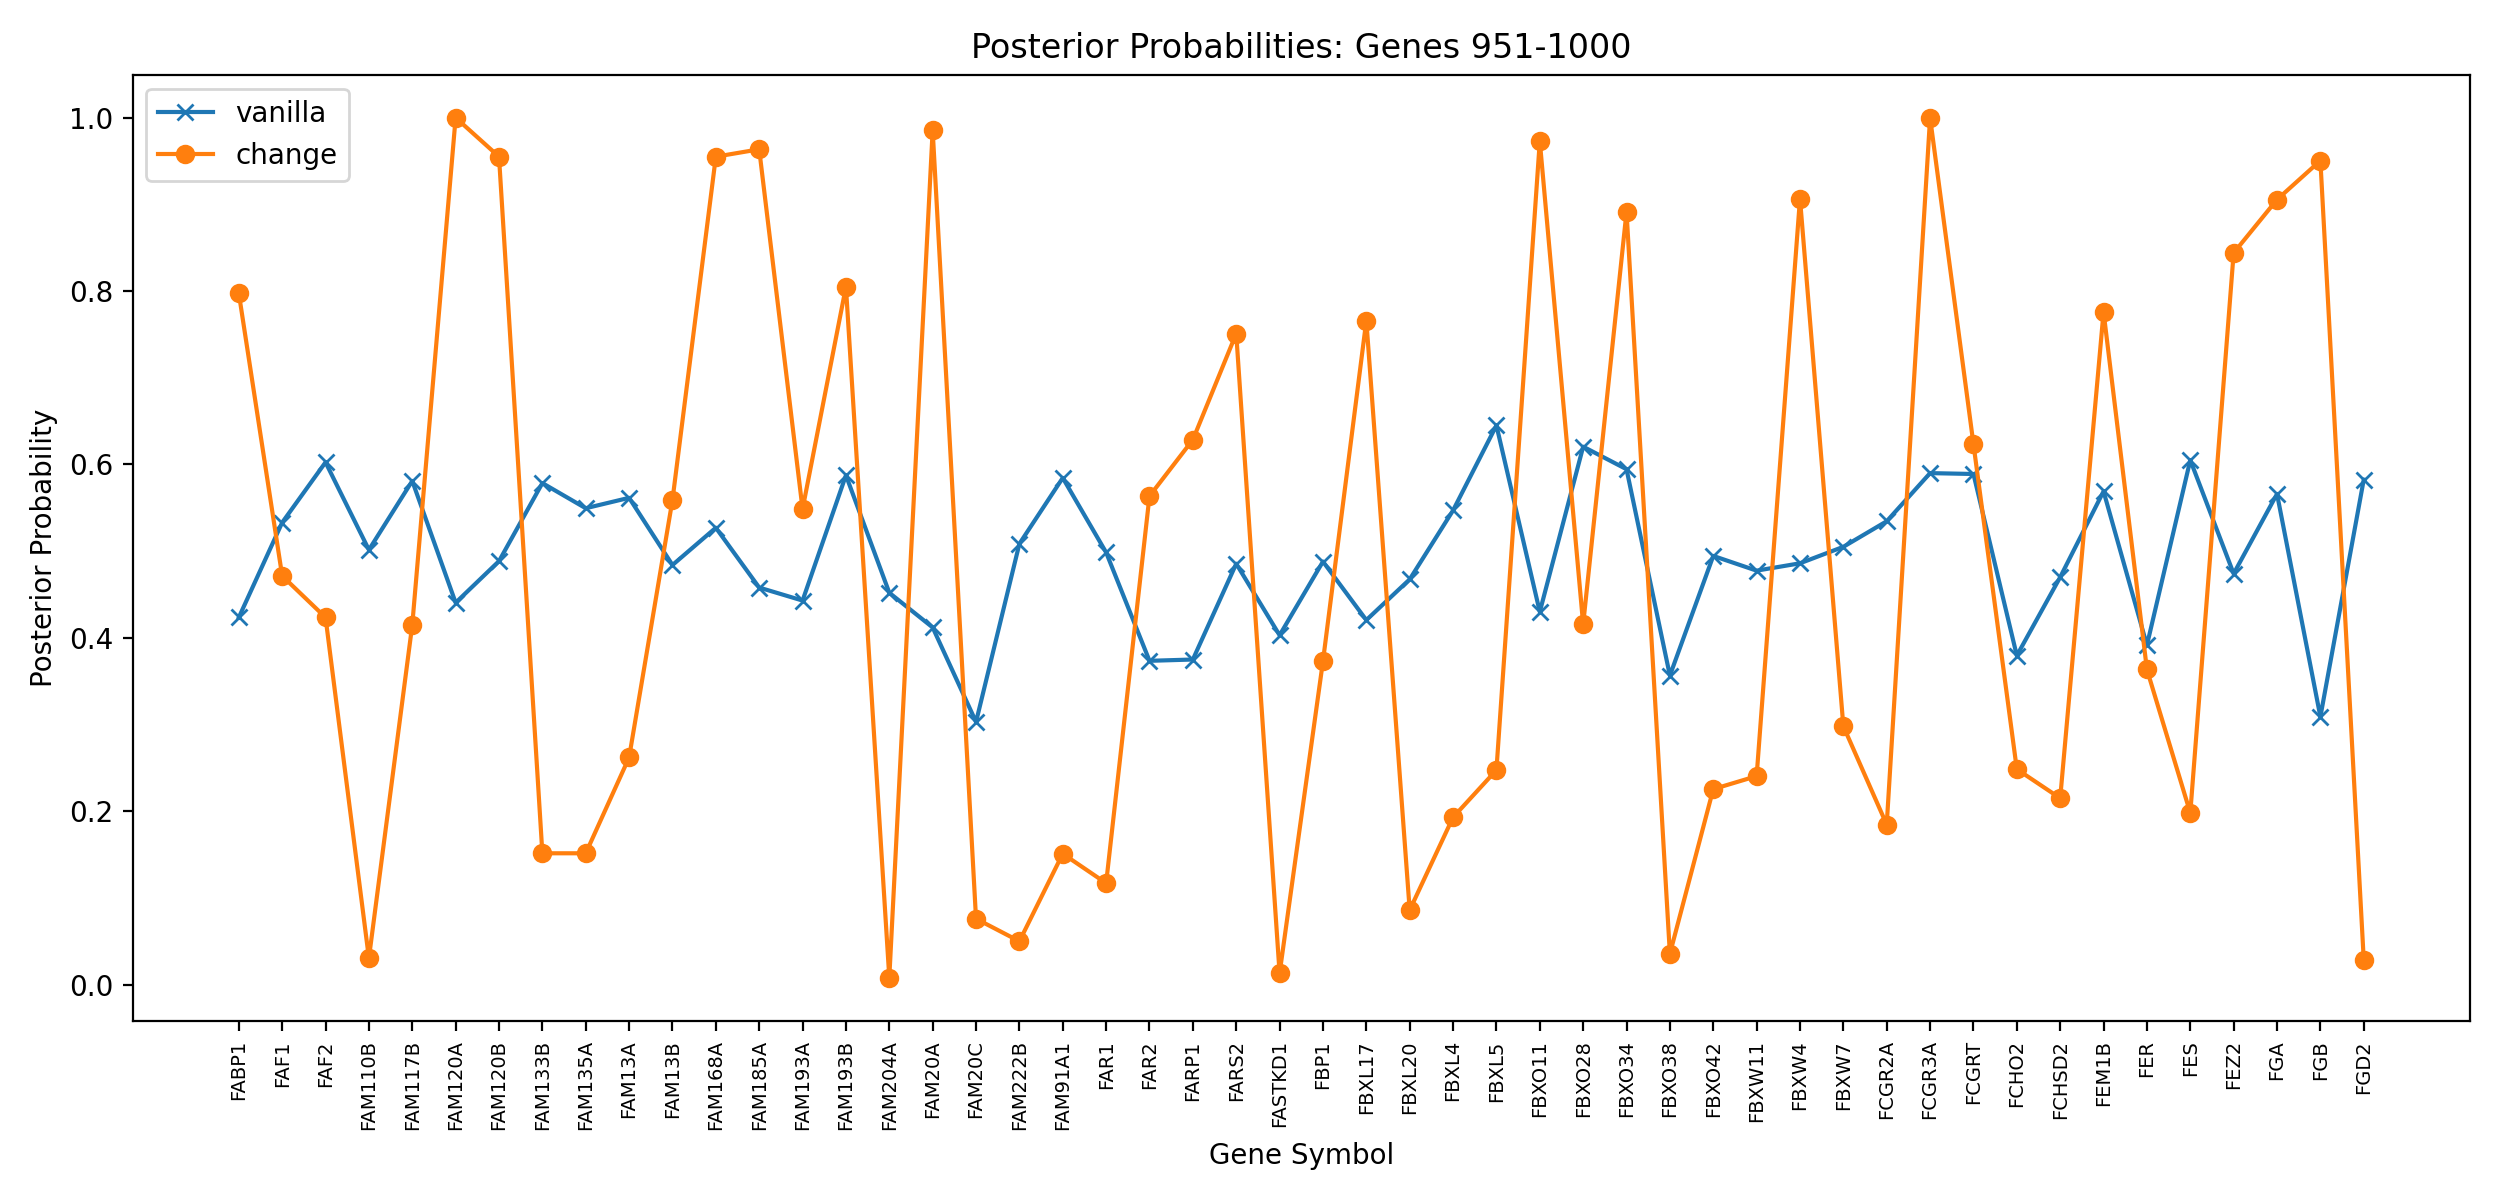 Posterior Probabilities: Genes 951-1000
vanilla
change
1.0
0.8
0.6
0.4
0.2
0.0
Posterior Probability
FABP1
FAF1
FAF2
FAM110B
FAM117B
FAM120A
FAM120B
FAM133B
FAM135A
FAM13A
FAM13B
FAM168A
FAM185A
FAM193A
FAM193B
FAM204A
FAM20A
FAM20C
FAM222B
FAM91A1
FAR1
FAR2
FARP1
FARS2
FASTKD1
FBP1
FBXL17
FBXL20
FBXL4
FBXL5
FBXO11
FBXO28
FBXO34
FBXO38
FBXO42
FBXW11
FBXW4
FBXW7
FCGR2A
FCGR3A
FCGRT
FCHO2
FCHSD2
FEM1B
FER
FES
FEZ2
FGA
FGB
FGD2
Gene Symbol